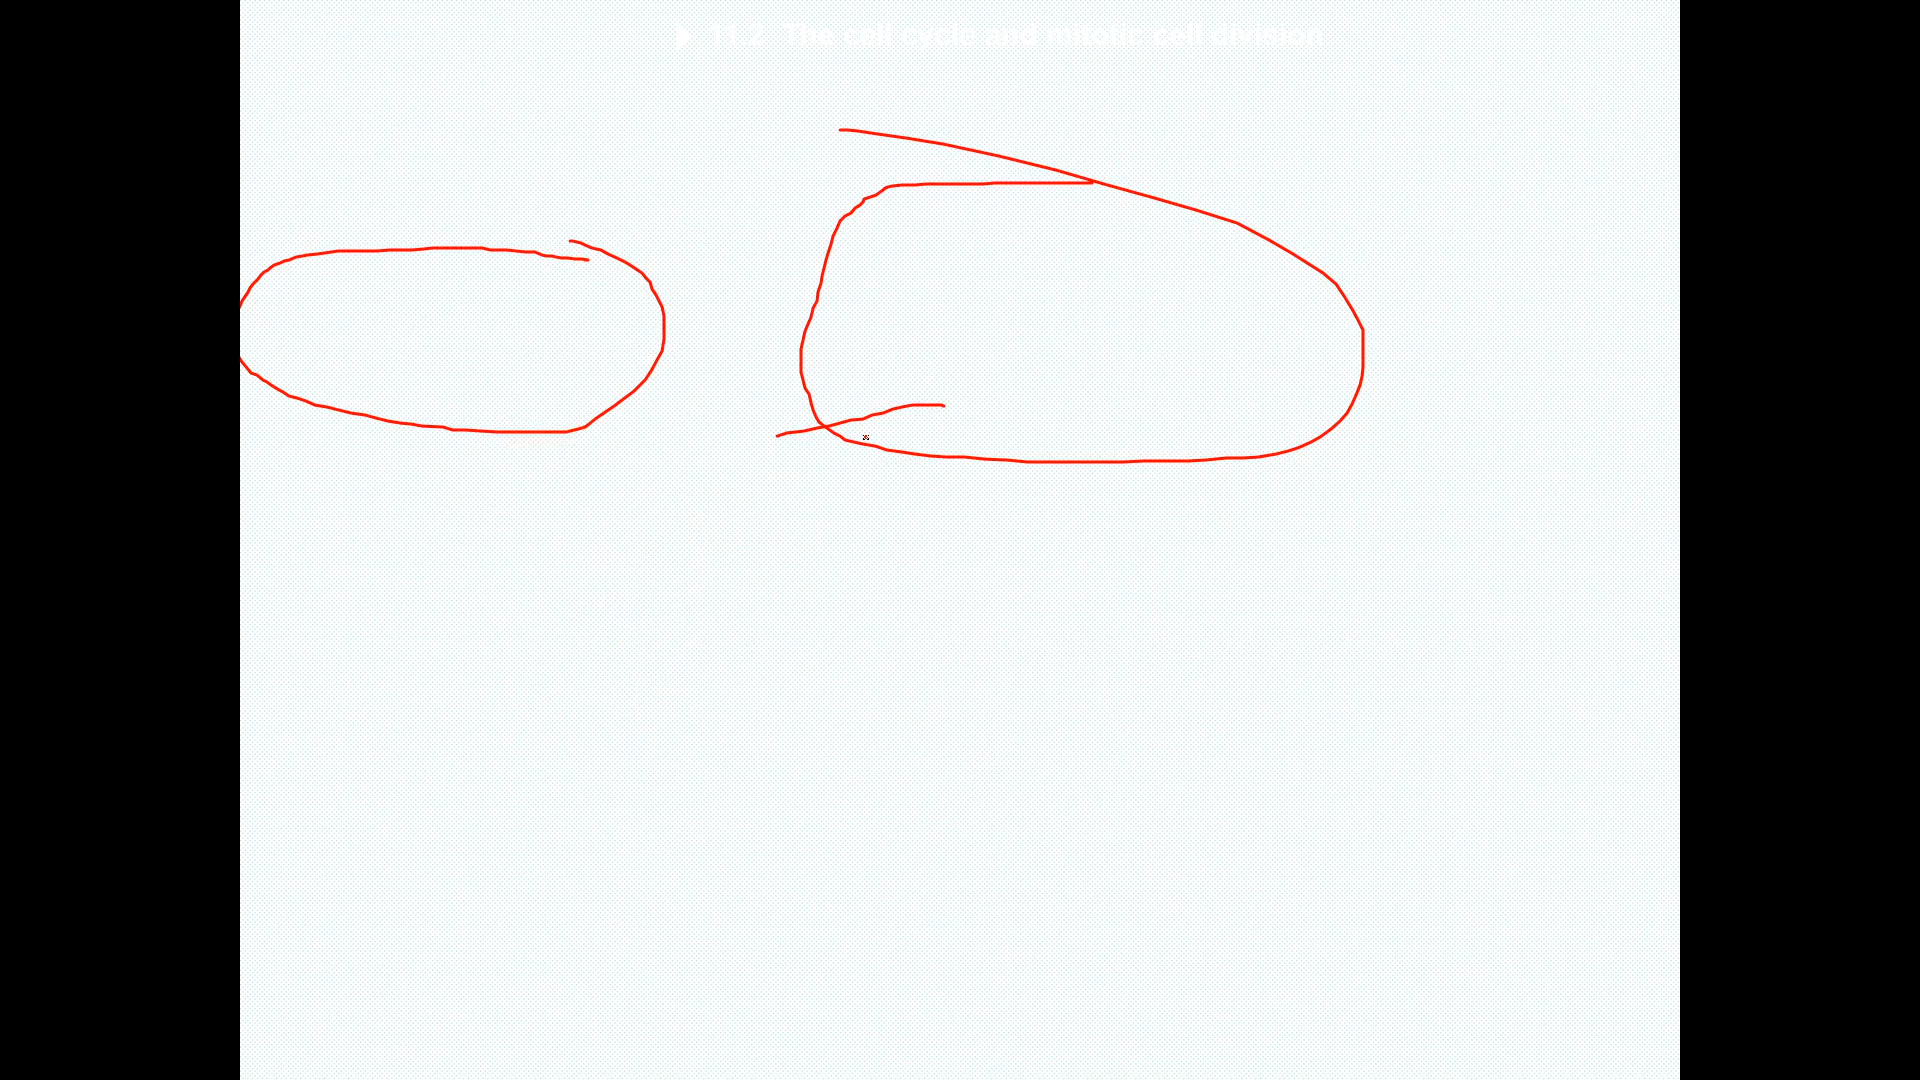 11.2 The cell cycle and mitotic cell division